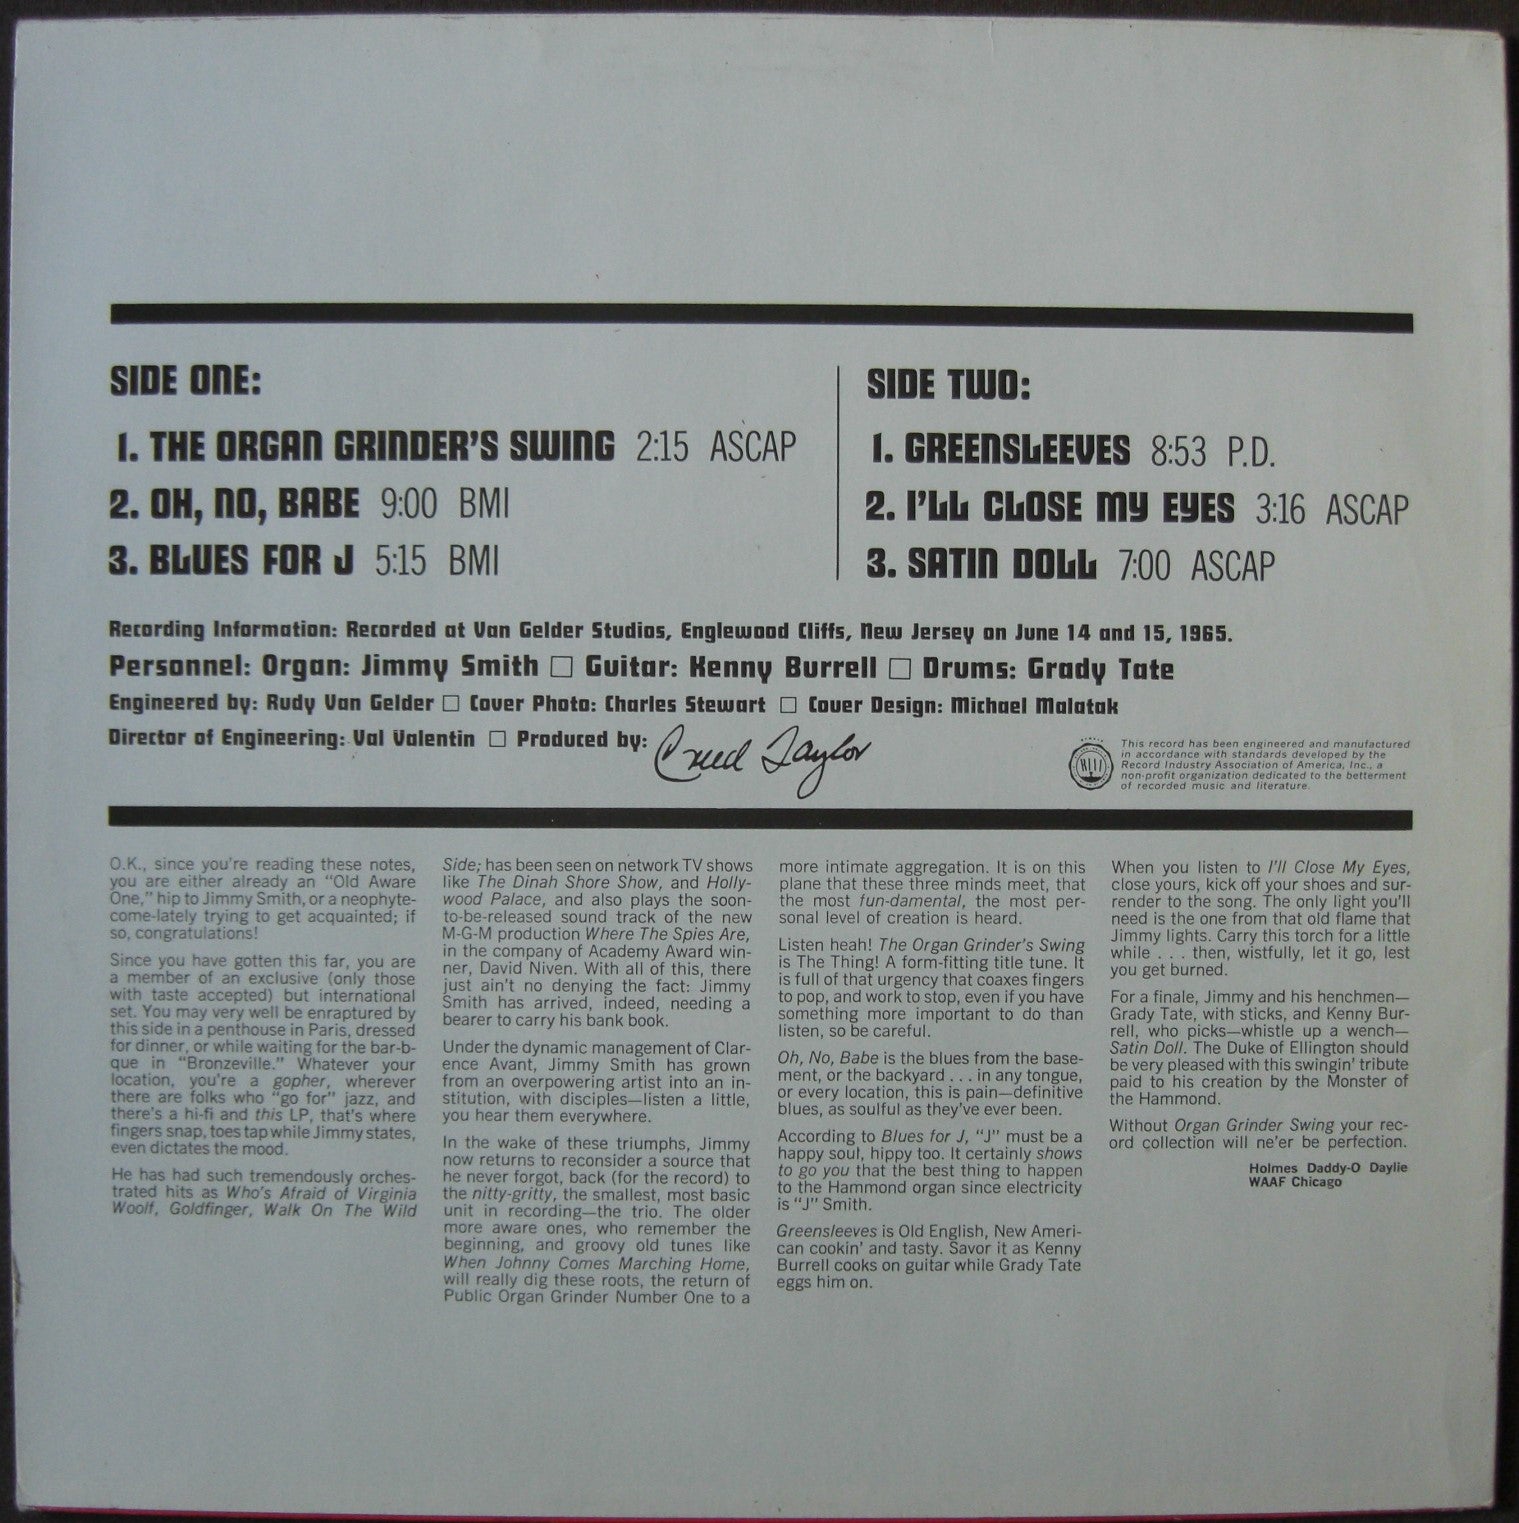 SIDE ONE:
1. THE ORGAN GRINDER'S SWING 2:15 ASCAP
2. OH, NO, BABE 9:00 BMI
3. BLUES FOR J 5:15 BMI
SIDE TWO:
1. GREENSLEEVES 8:53 P.D.
2. I'LL CLOSE MY EYES 3:16 ASCAP
3. SATIN DOLL 7:00 ASCAP
Recording Information: Recorded at Van Gelder Studios, Englewood Cliffs, New Jersey on June 14 and 15, 1965.
Personnel: Organ: Jimmy Smith □ Guitar: Kenny Burrell □ Drums: Grady Tate
Engineered by: Rudy Van Gelder □ Cover Photo: Charles Stewart □ Cover Design: Michael Malatak
Director of Engineering: Val Valentin □ Produced by: Creed Taylor
RIAA
This record has been engineered and manufactured
in accordance with standards developed by the
Record Industry Association of America, Inc., a
non-profit organization dedicated to the betterment
of recorded music and literature.
O.K., since you're reading these notes,
you are either already an "Old Aware
One," hip to Jimmy Smith, or a neophyte-
come-lately trying to get acquainted; if
so, congratulations!
Since you have gotten this far, you are
a member of an exclusive (only those
with taste accepted) but international
set. You may very well be enraptured by
this side in a penthouse in Paris, dressed
for dinner, or while waiting for the bar-b-
que in "Bronzeville." Whatever your
location, you're a gopher, wherever
there are folks who "go for" jazz, and
there's a hi-fi and this LP, that's where
fingers snap, toes tap while Jimmy states,
even dictates the mood.
He has had such tremendously orches-
trated hits as Who's Afraid of Virginia
Woolf, Goldfinger, Walk On The Wild
Side; has been seen on network TV shows
like The Dinah Shore Show, and Holly-
wood Palace, and also plays the soon-
to-be-released sound track of the new
M-G-M production Where The Spies Are,
in the company of Academy Award win-
ner, David Niven. With all of this, there
just ain't no denying the fact: Jimmy
Smith has arrived, indeed, needing a
bearer to carry his bank book.
Under the dynamic management of Clar-
ence Avant, Jimmy Smith has grown
from an overpowering artist into an in-
stitution, with disciples—listen a little,
you hear them everywhere.
In the wake of these triumphs, Jimmy
now returns to reconsider a source that
he never forgot, back (for the record) to
the nitty-gritty, the smallest, most basic
unit in recording—the trio. The older
more aware ones, who remember the
beginning, and groovy old tunes like
When Johnny Comes Marching Home,
will really dig these roots, the return of
Public Organ Grinder Number One to a
more intimate aggregation. It is on this
plane that these three minds meet, that
the most fun-damental, the most per-
sonal level of creation is heard.
Listen heah! The Organ Grinder's Swing
is The Thing! A form-fitting title tune. It
is full of that urgency that coaxes fingers
to pop, and work to stop, even if you have
something more important to do than
listen, so be careful.
Oh, No, Babe is the blues from the base-
ment, or the backyard . . . in any tongue,
or every location, this is pain—definitive
blues, as soulful as they've ever been.
According to Blues for J, "J" must be a
happy soul, hippy too. It certainly shows
to go you that the best thing to happen
to the Hammond organ since electricity
is "J" Smith.
Greensleeves is Old English, New Ameri-
can cookin' and tasty. Savor it as Kenny
Burrell cooks on guitar while Grady Tate
eggs him on.
When you listen to I'll Close My Eyes,
close yours, kick off your shoes and sur-
render to the song. The only light you'll
need is the one from that old flame that
Jimmy lights. Carry this torch for a little
while . . . then, wistfully, let it go, lest
you get burned.
For a finale, Jimmy and his henchmen—
Grady Tate, with sticks, and Kenny Bur-
rell, who picks—whistle up a wench—
Satin Doll. The Duke of Ellington should
be very pleased with this swingin' tribute
paid to his creation by the Monster of
the Hammond.
Without Organ Grinder Swing your rec-
ord collection will ne'er be perfection.
Holmes Daddy-O Daylie
WAAF Chicago